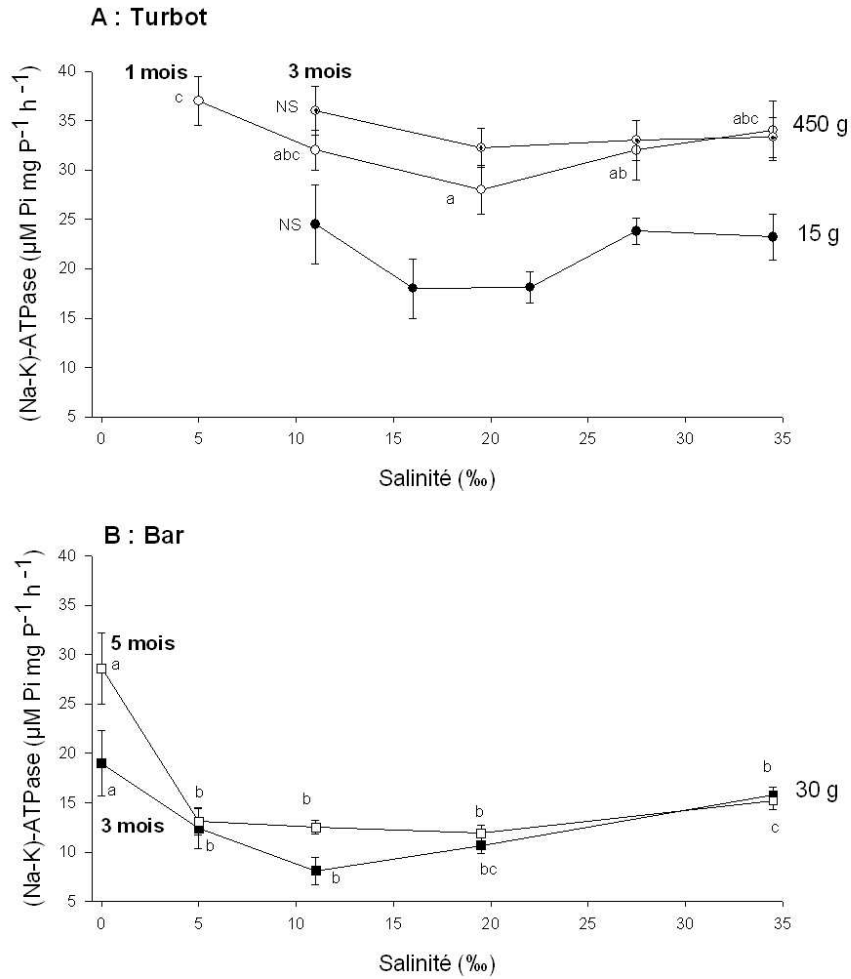 A : Turbot
(Na-K)-ATPase (µM Pi mg P⁻¹ h⁻¹)
40
35
30
25
20
15
10
5
1 mois
3 mois
c
NS
abc
a
ab
abc
450 g
NS
15 g
0 5 10 15 20 25 30 35
Salinité (‰)
B : Bar
(Na-K)-ATPase (µM Pi mg P⁻¹ h⁻¹)
40
35
30
25
20
15
10
5
5 mois
a
a
3 mois
b
b
b
b
b
bc
b
c
30 g
0 5 10 15 20 25 30 35
Salinité (‰)